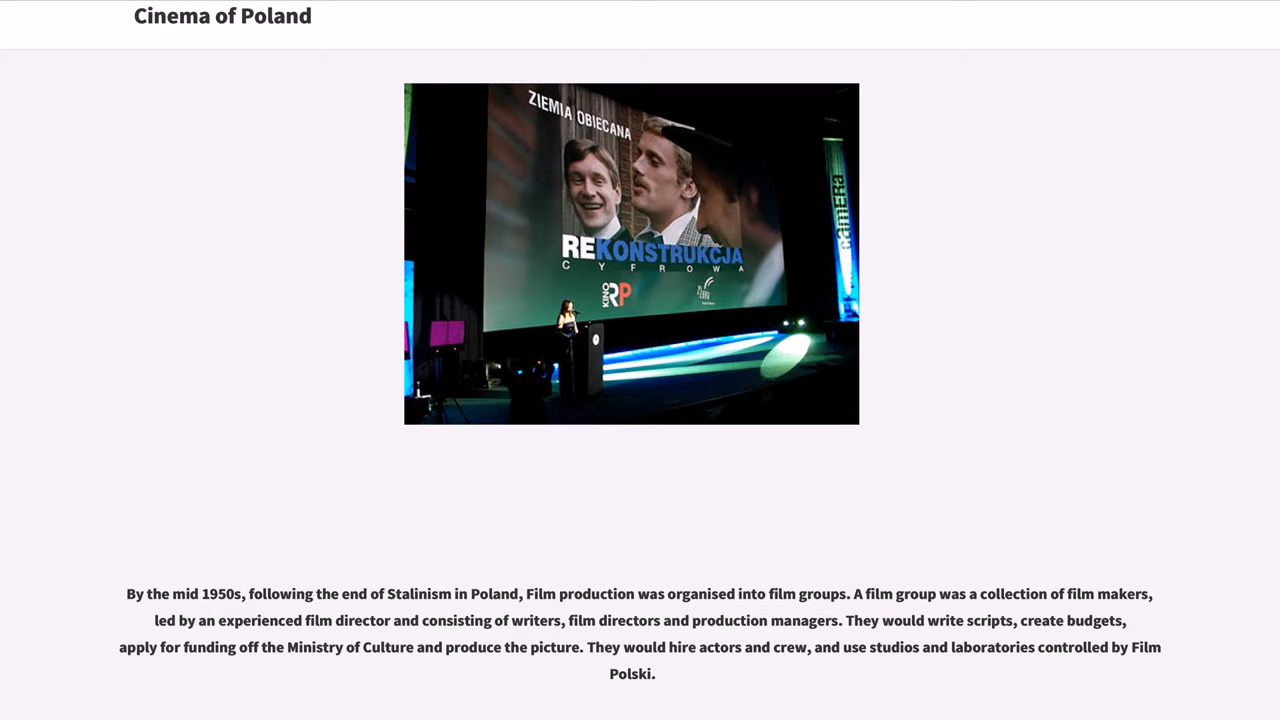 Cinema of Poland
ZIEMIA OBIECANA
REKONSTRUKCJA
CYFROWA
KINO RP
camERa
By the mid 1950s, following the end of Stalinism in Poland, Film production was organised into film groups. A film group was a collection of film makers,
led by an experienced film director and consisting of writers, film directors and production managers. They would write scripts, create budgets,
apply for funding off the Ministry of Culture and produce the picture. They would hire actors and crew, and use studios and laboratories controlled by Film
Polski.